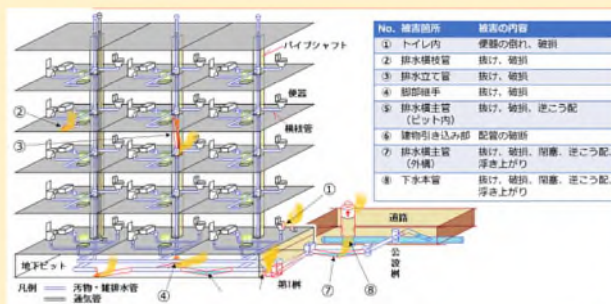 No. 被害箇所 被害の内容
① トイレ内 便器の倒れ、破損
② 排水横枝管 抜け、破損
③ 排水立て管 抜け、破損
④ 脚部継手 抜け、破損
⑤ 排水横主管 抜け、破損、逆こう配
(ピット内)
⑥ 建物引き込み部 配管の破断
⑦ 排水横主管 抜け、破損、閉塞、逆こう配、
(外構) 浮き上がり
⑧ 下水本管 抜け、破損、閉塞、逆こう配、
浮き上がり
パイプシャフト
便器
②
横枝管
③
①
道路
地下ピット
第1桝
公設桝
④
⑦
⑧
凡例
汚物・雑排水管
通気管